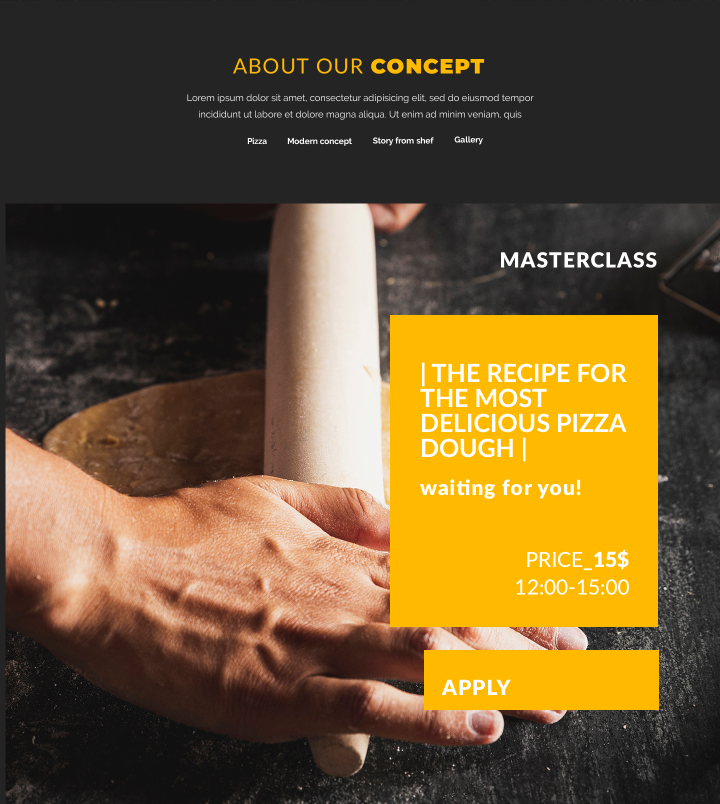 ABOUT OUR CONCEPT
Lorem ipsum dolor sit amet, consectetur adipisicing elit, sed do eiusmod tempor
incididunt ut labore et dolore magna aliqua. Ut enim ad minim veniam, quis
Pizza Modern concept Story from shef Gallery
MASTERCLASS
| THE RECIPE FOR
THE MOST
DELICIOUS PIZZA
DOUGH |
waiting for you!
PRICE_15$
12:00-15:00
APPLY